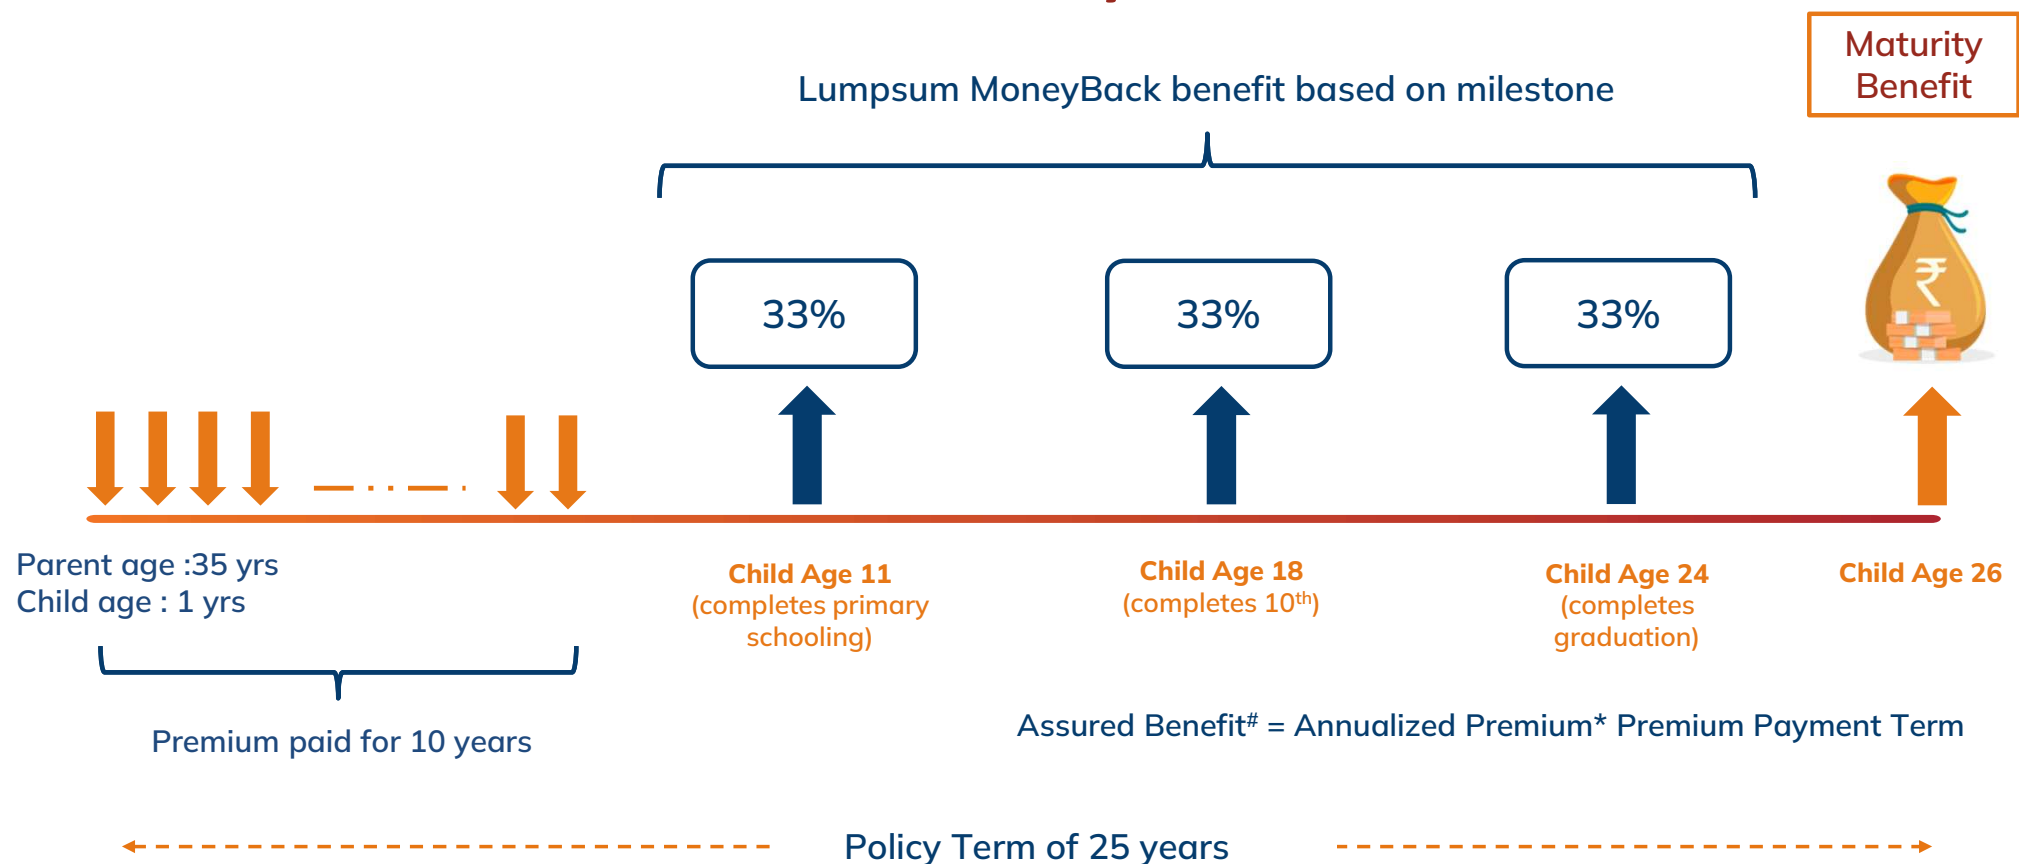 Maturity
Benefit
Lumpsum MoneyBack benefit based on milestone
33%
33%
33%
₹
Parent age :35 yrs
Child age : 1 yrs
Child Age 11
(completes primary
schooling)
Child Age 18
(completes 10th)
Child Age 24
(completes
graduation)
Child Age 26
Premium paid for 10 years
Assured Benefit# = Annualized Premium* Premium Payment Term
Policy Term of 25 years